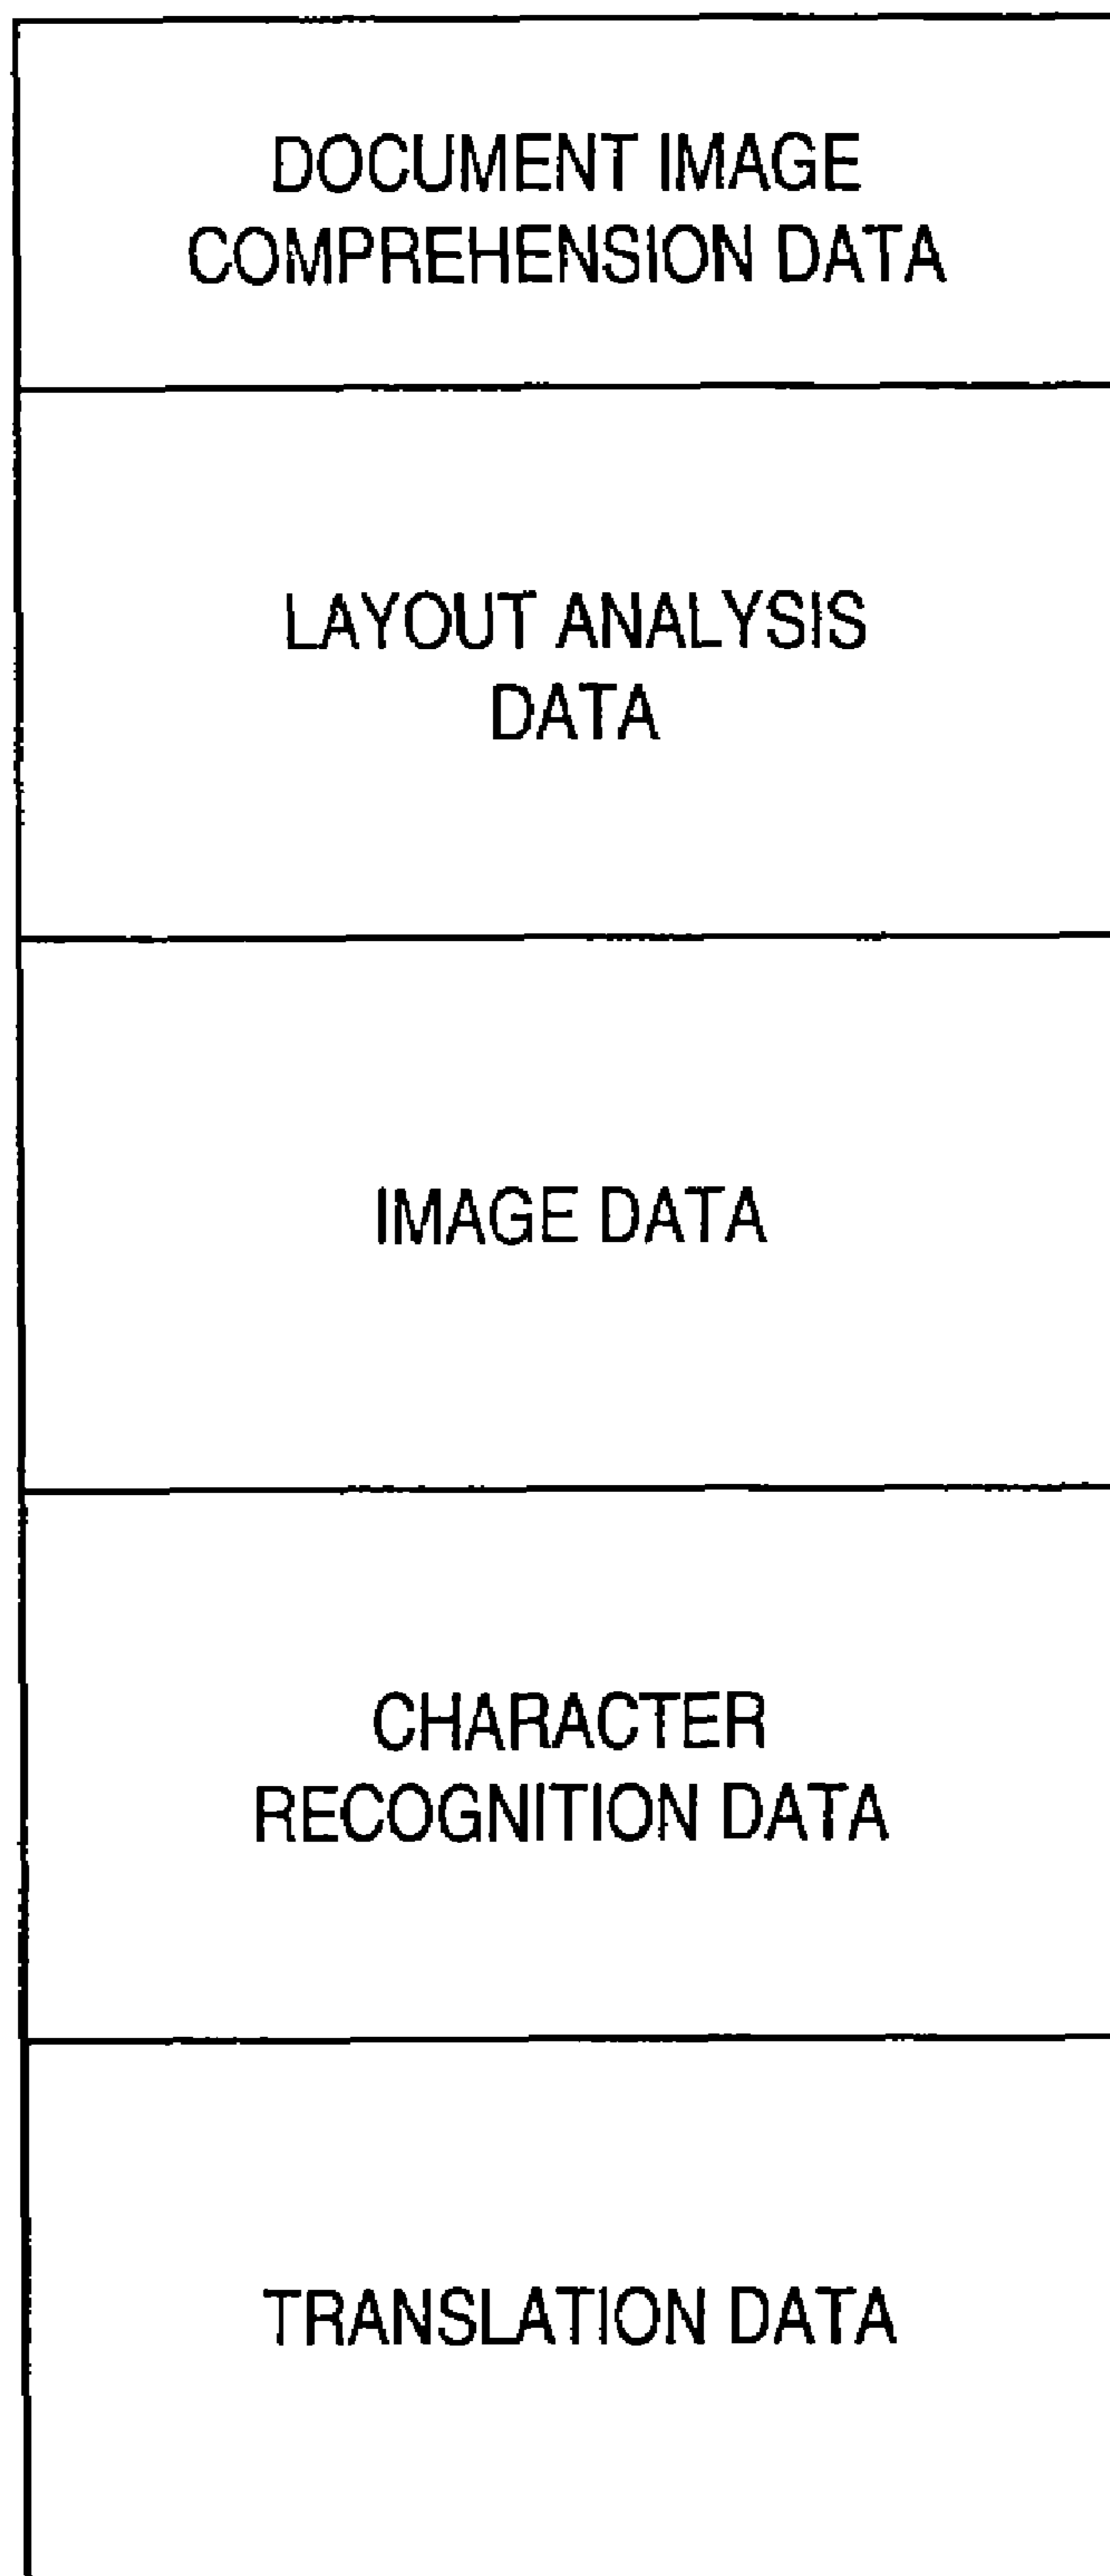 DOCUMENT IMAGE
COMPREHENSION DATA
LAYOUT ANALYSIS
DATA
IMAGE DATA
CHARACTER
RECOGNITION DATA
TRANSLATION DATA